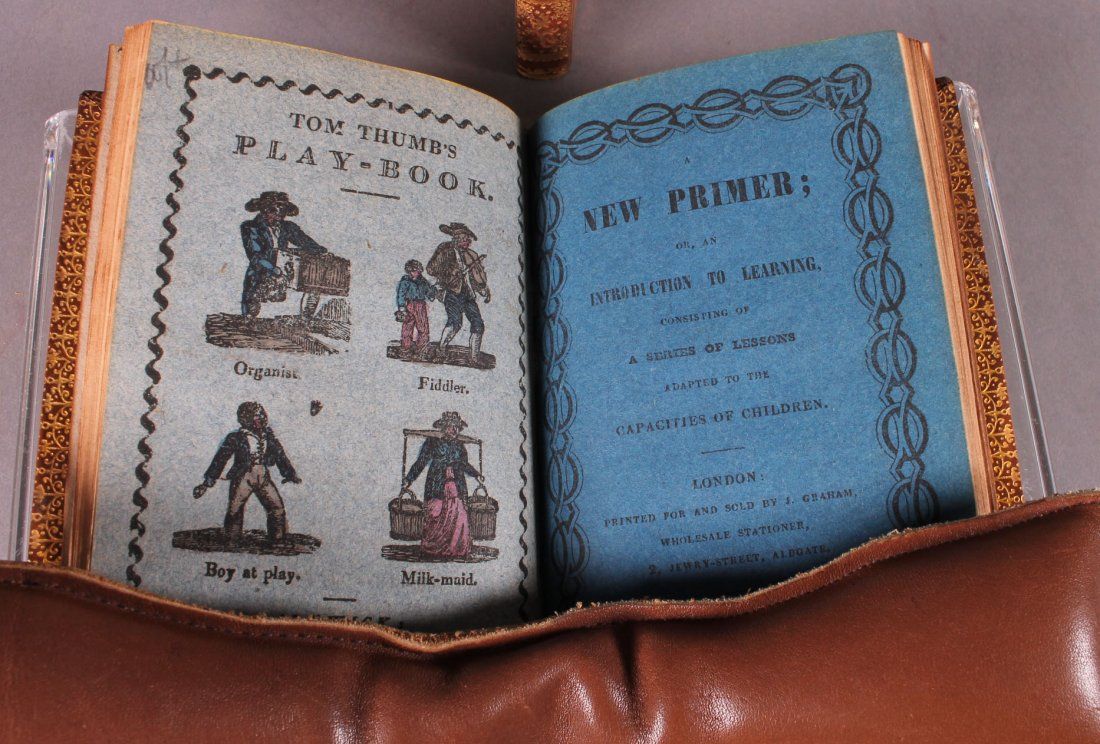 TOM THUMB'S
PLAY-BOOK.
Organist.
Fiddler.
Boy at play.
Milk-maid.
A
NEW PRIMER;
OR, AN
INTRODUCTION TO LEARNING,
CONSISTING OF
A SERIES OF LESSONS
ADAPTED TO THE
CAPACITIES OF CHILDREN.
LONDON:
PRINTED FOR AND SOLD BY J. GRAHAM,
WHOLESALE STATIONER,
2, JEWRY-STREET, ALDGATE.